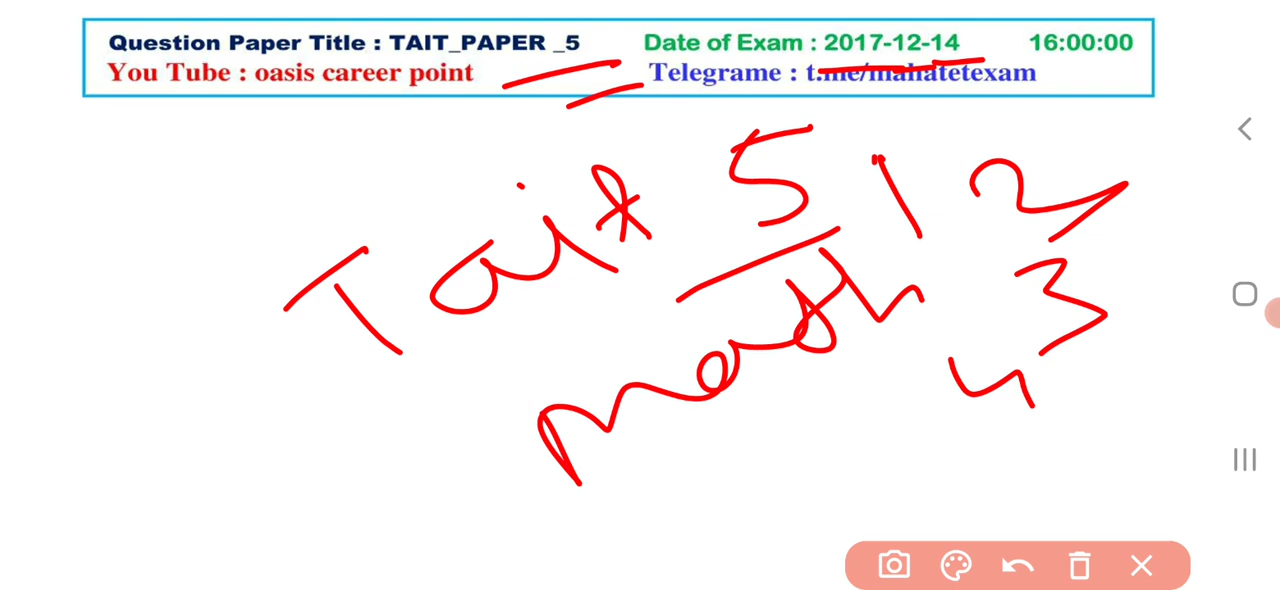 Question Paper Title : TAIT_PAPER _5 Date of Exam : 2017-12-14 16:00:00
You Tube : oasis career point Telegrame : t.me/mahatetexam
Tait 5 1 2
math 3
4